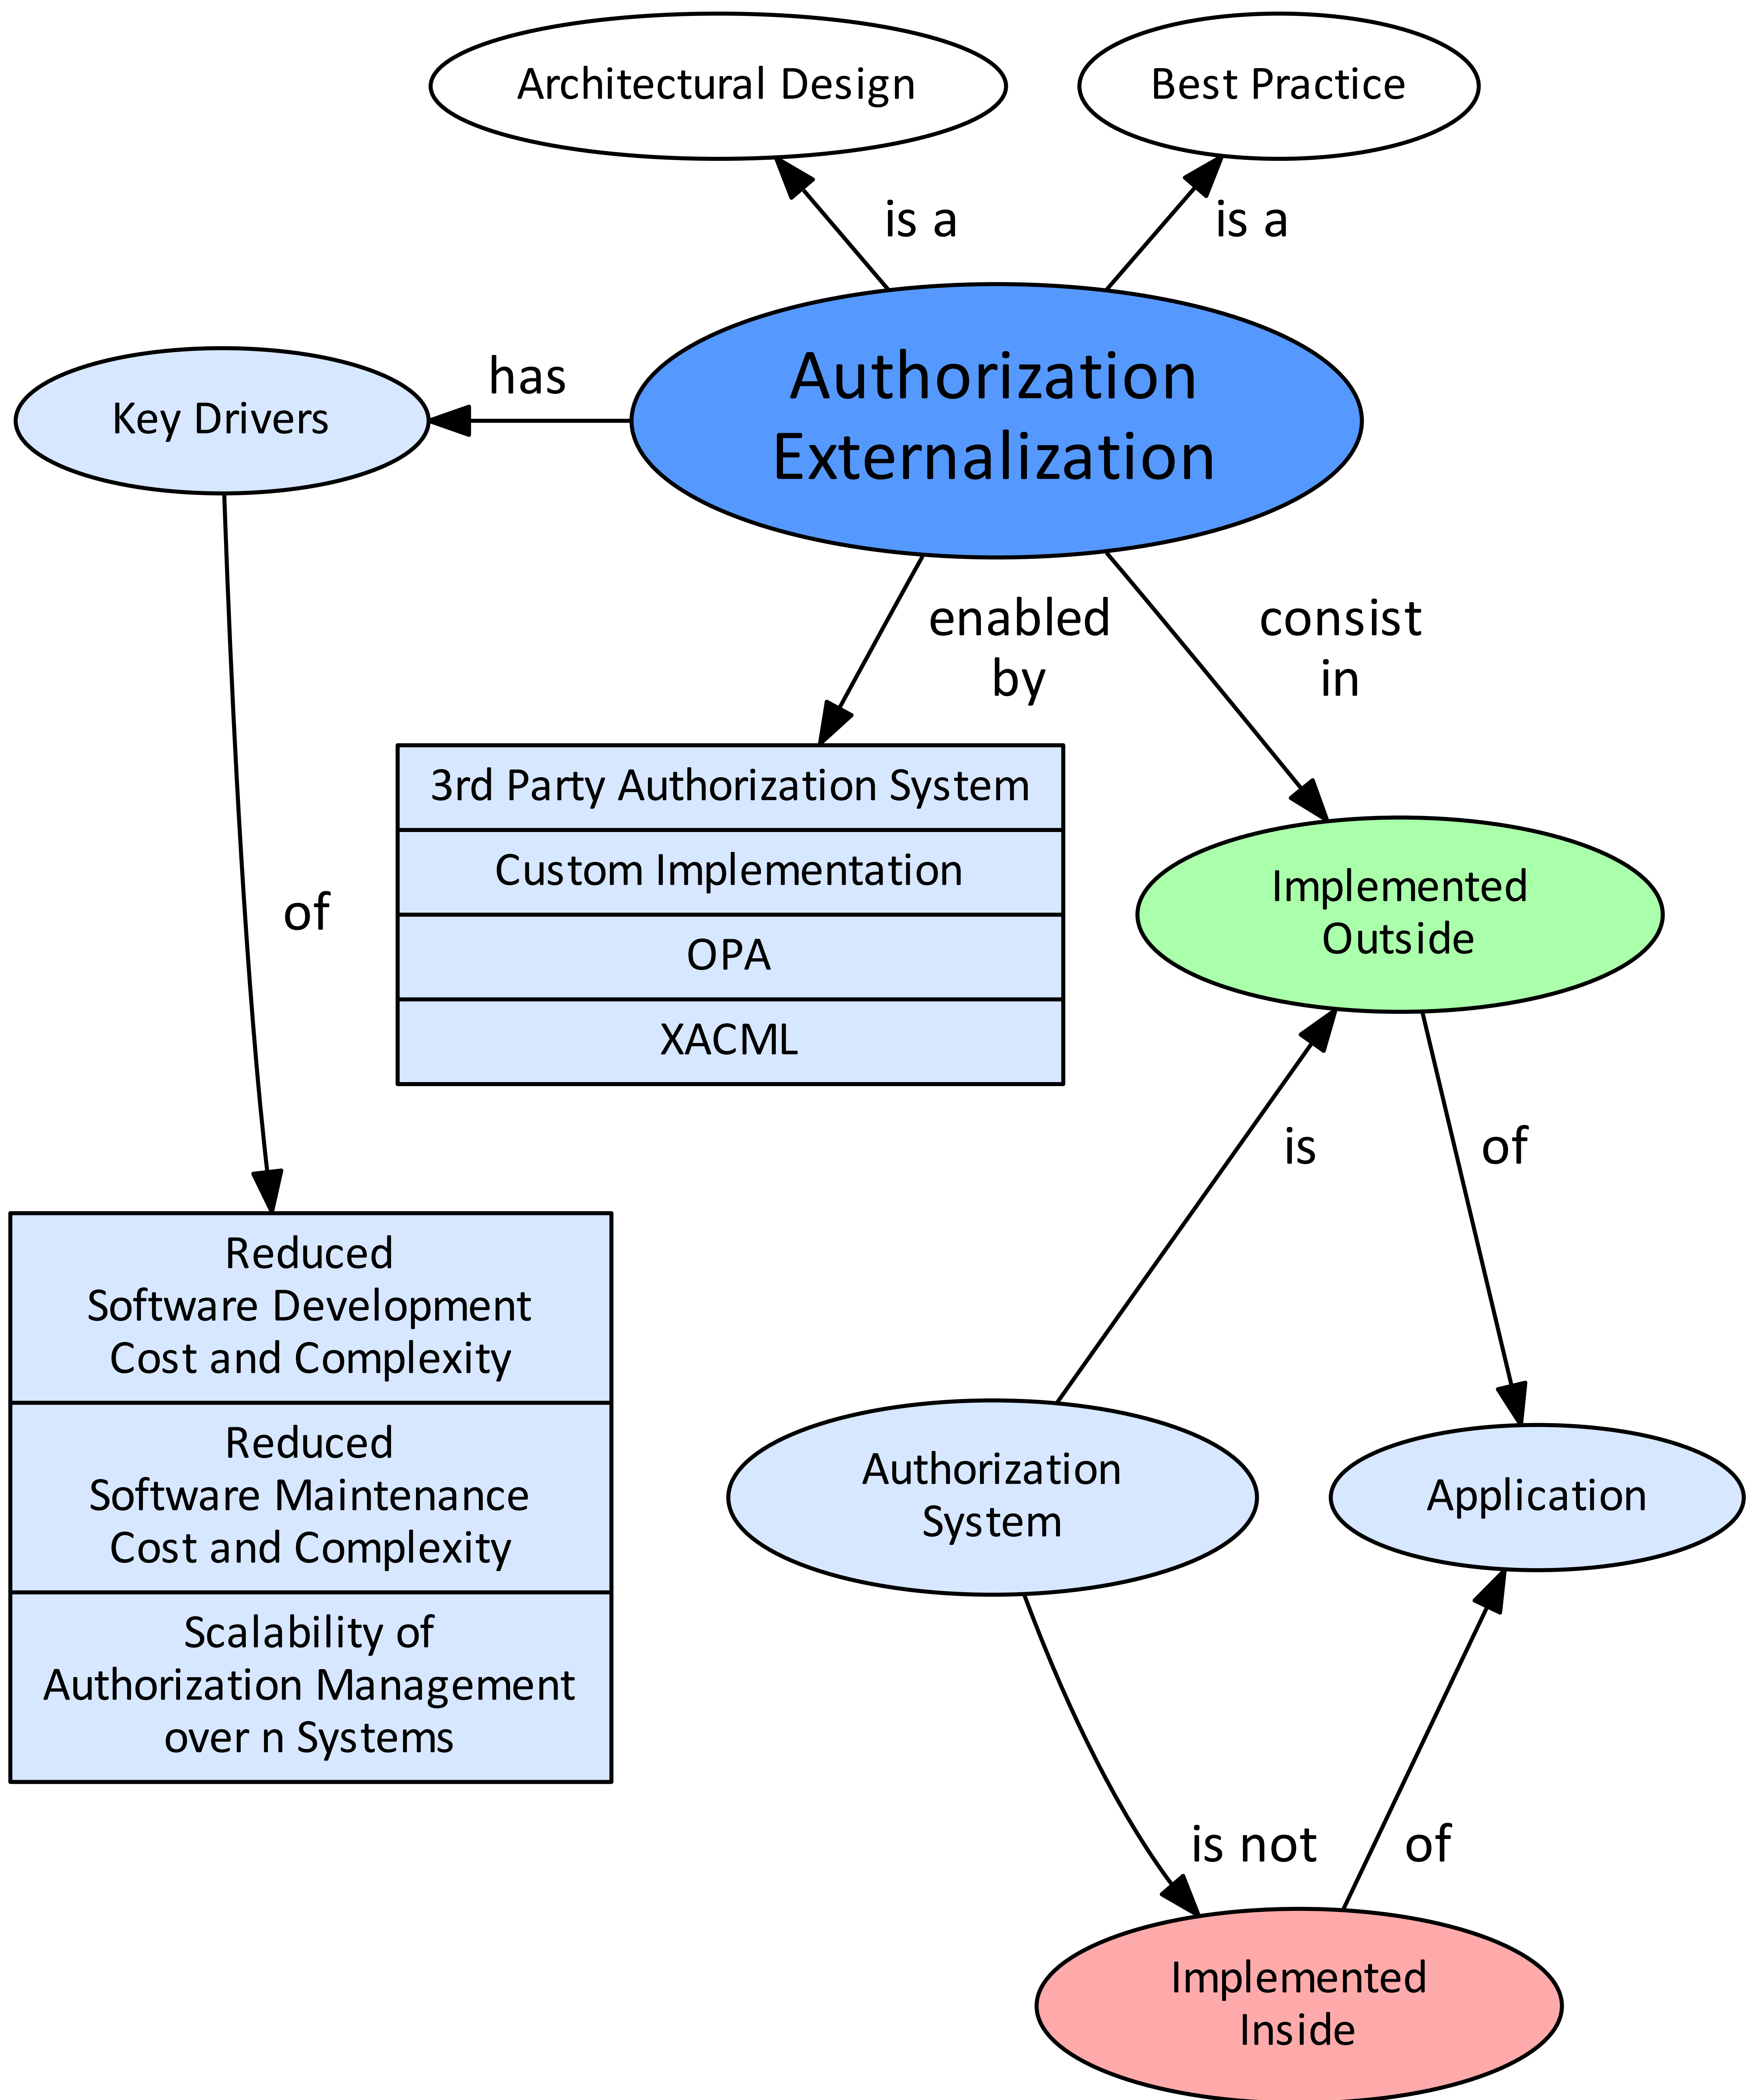 Architectural Design
Best Practice
is a
is a
Authorization
Externalization
has
Key Drivers
enabled
by
consist
in
3rd Party Authorization System
Custom Implementation
OPA
XACML
Implemented
Outside
of
is
of
Reduced
Software Development
Cost and Complexity
Reduced
Software Maintenance
Cost and Complexity
Scalability of
Authorization Management
over n Systems
Authorization
System
Application
is not
of
Implemented
Inside